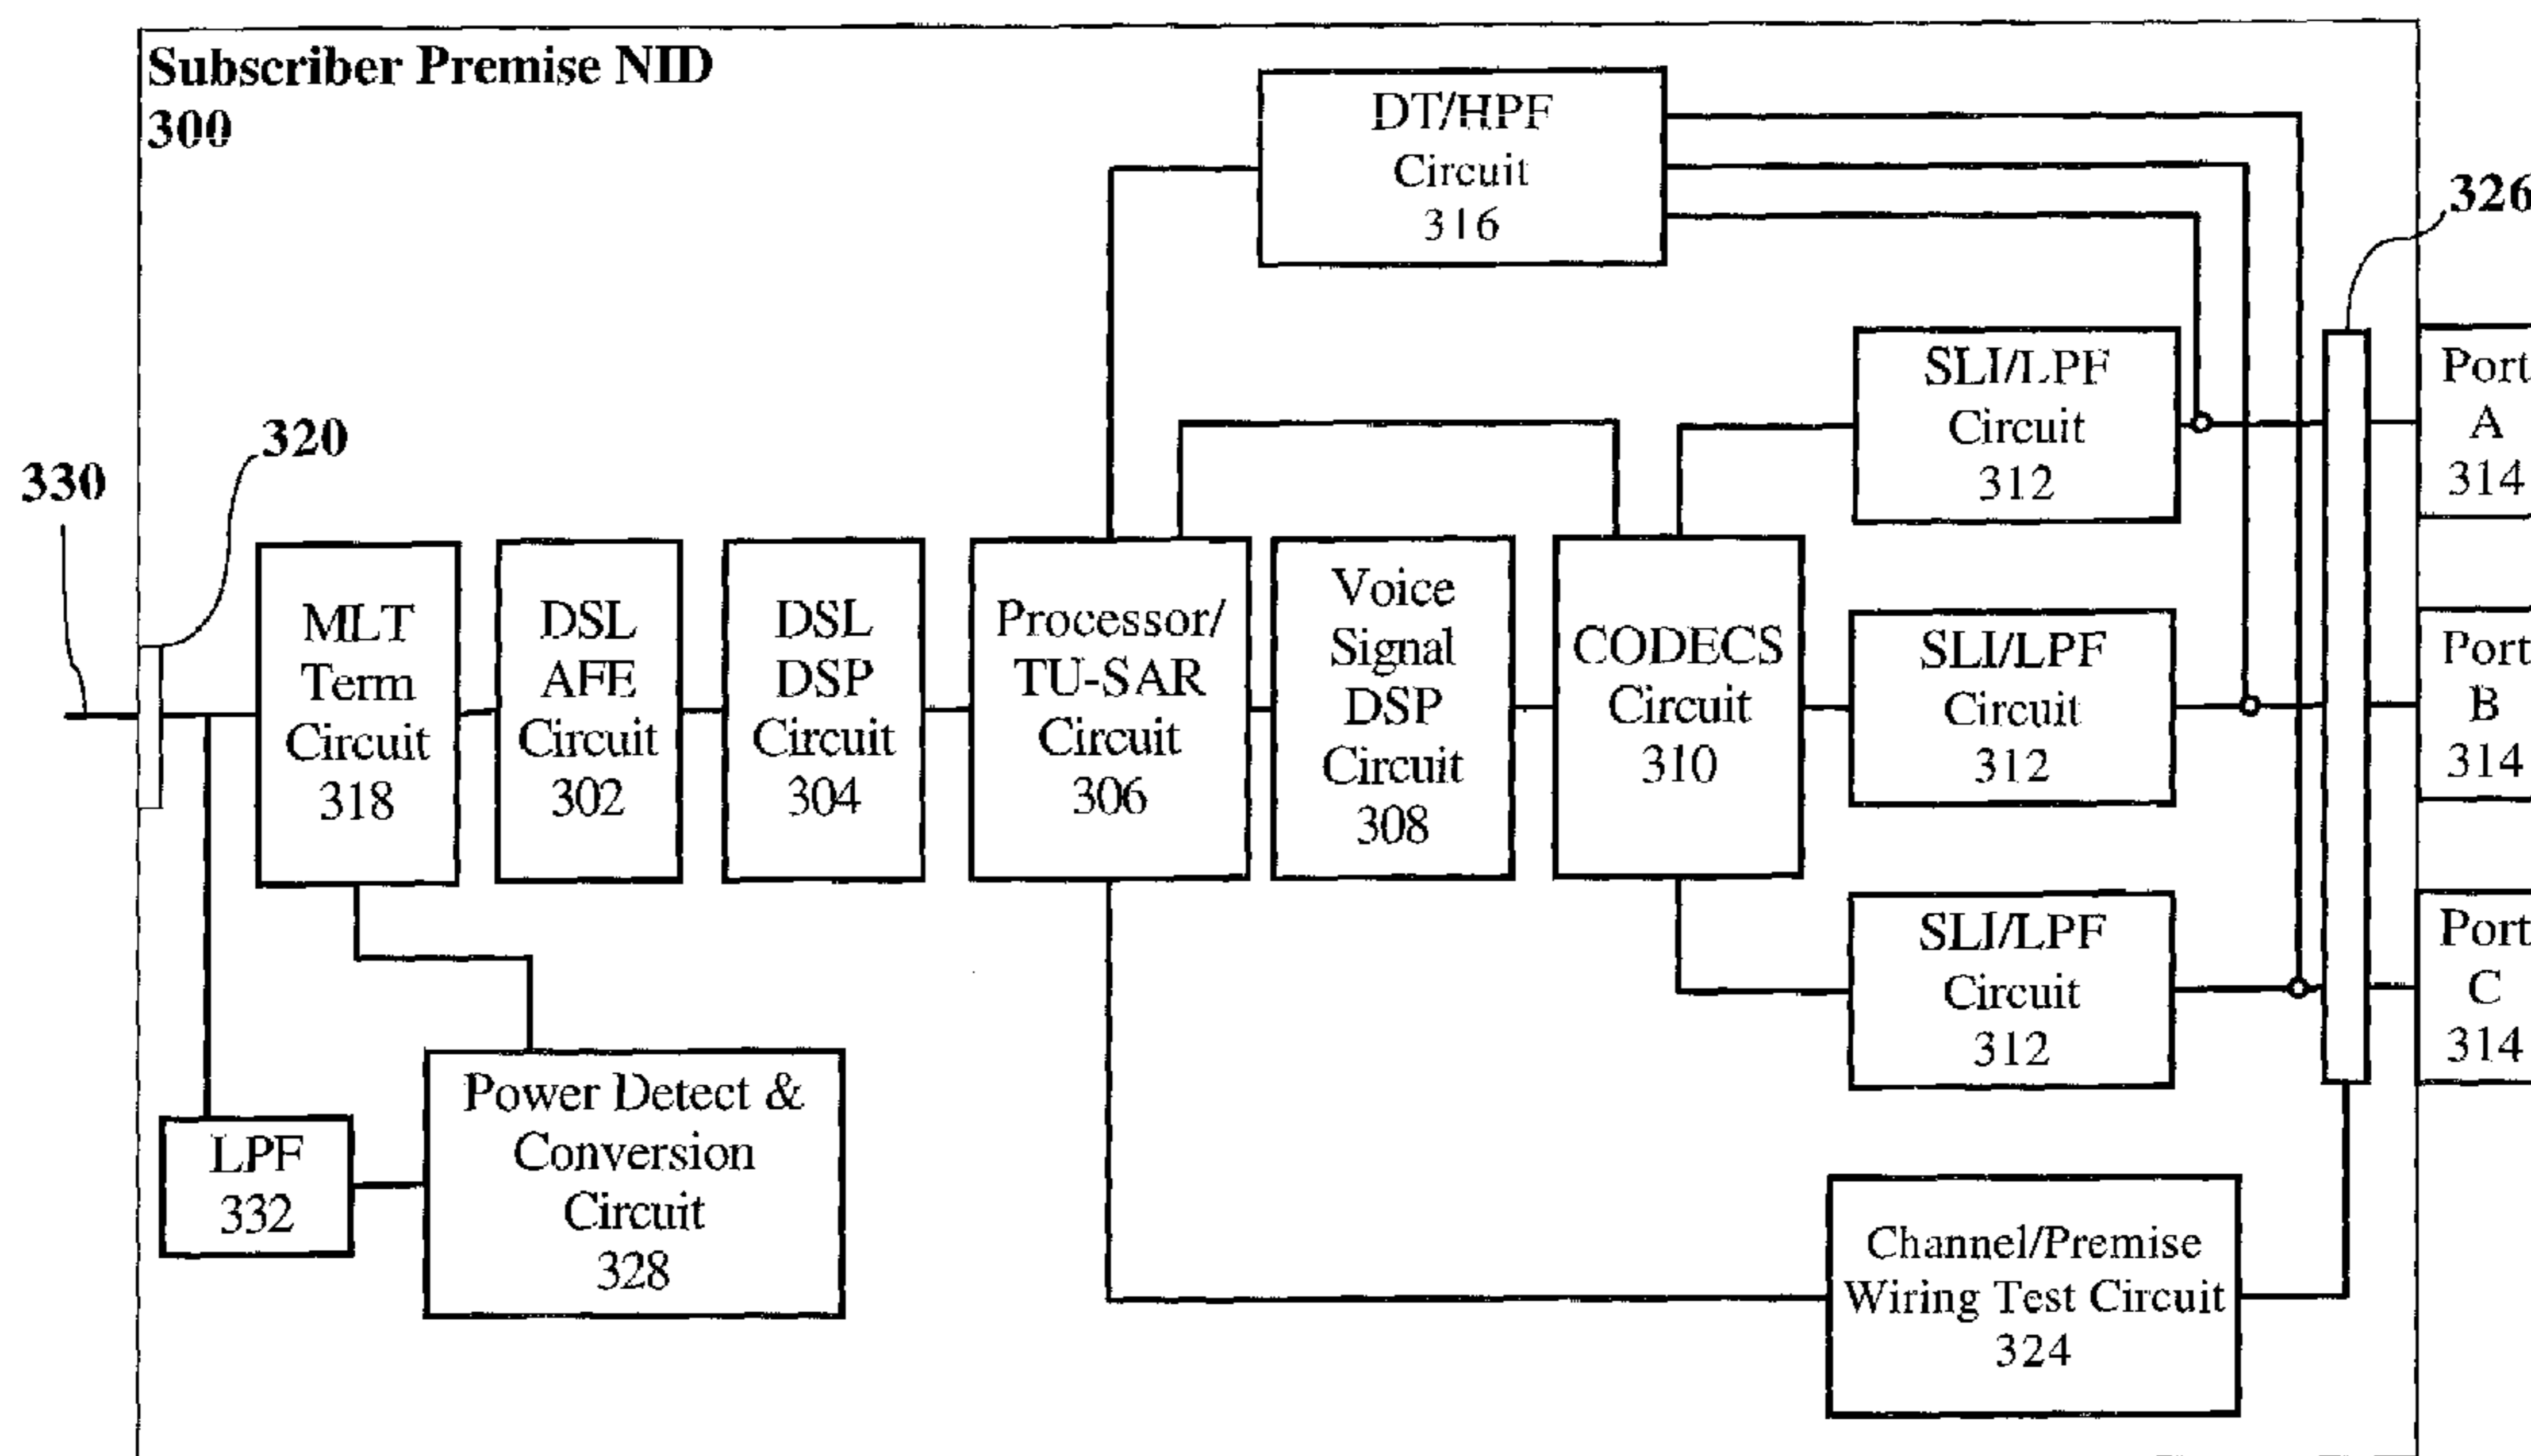 Subscriber Premise NID
300
DT/HPF
Circuit
316
326
SLI/LPF
Circuit
312
Port
A
314
320
330
MLT
Term
Circuit
318
DSL
AFE
Circuit
302
DSL
DSP
Circuit
304
Processor/
TU-SAR
Circuit
306
Voice
Signal
DSP
Circuit
308
CODECS
Circuit
310
SLI/LPF
Circuit
312
Port
B
314
SLI/LPF
Circuit
312
Port
C
314
LPF
332
Power Detect &
Conversion
Circuit
328
Channel/Premise
Wiring Test Circuit
324